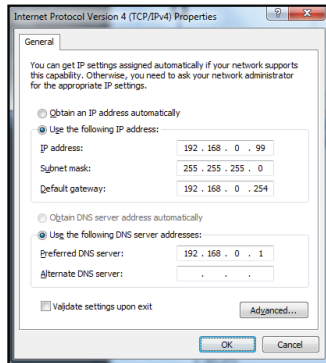 Internet Protocol Version 4 (TCP/IPv4) Properties
General
You can get IP settings assigned automatically if your network supports
this capability. Otherwise, you need to ask your network administrator
for the appropriate IP settings.
Obtain an IP address automatically
Use the following IP address:
IP address: 192 . 168 . 0 . 99
Subnet mask: 255 . 255 . 255 . 0
Default gateway: 192 . 168 . 0 . 254
Obtain DNS server address automatically
Use the following DNS server addresses:
Preferred DNS server: 192 . 168 . 0 . 1
Alternate DNS server: . . .
Validate settings upon exit
Advanced...
OK Cancel